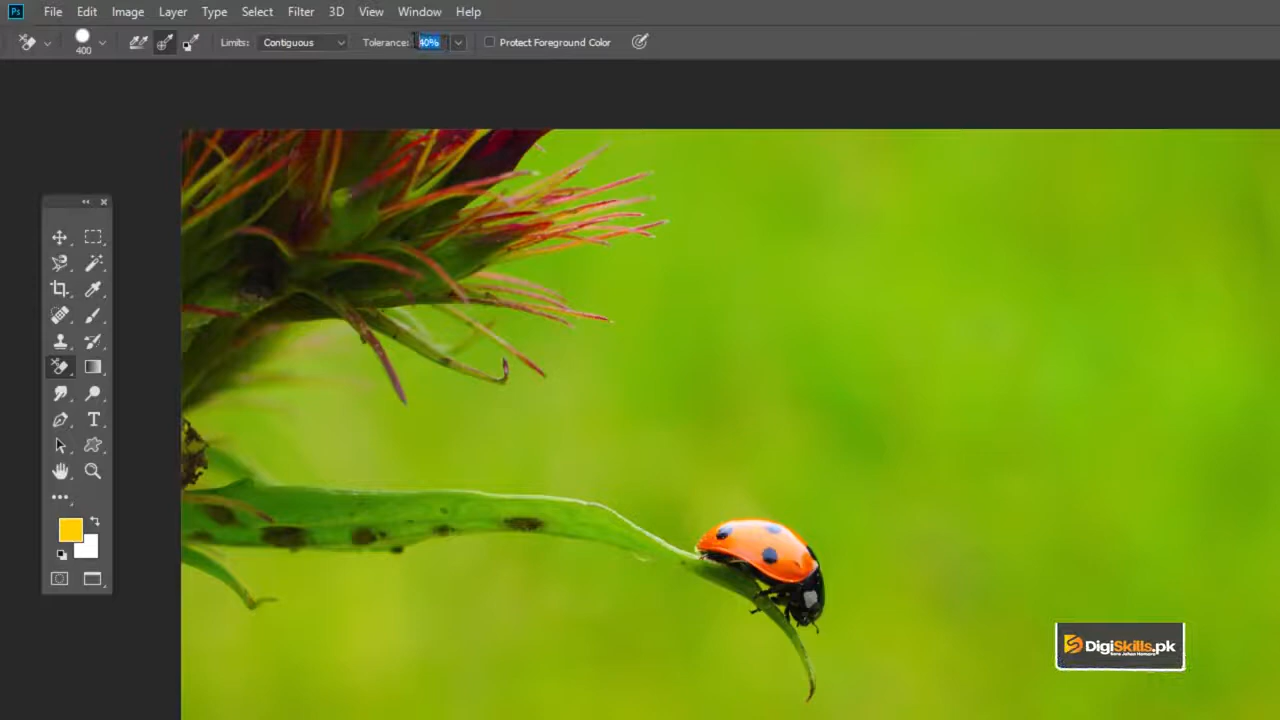 Ps File Edit Image Layer Type Select Filter 3D View Window Help
400 Limits: Contiguous Tolerance: 40% Protect Foreground Color
T
DigiSkills.pk